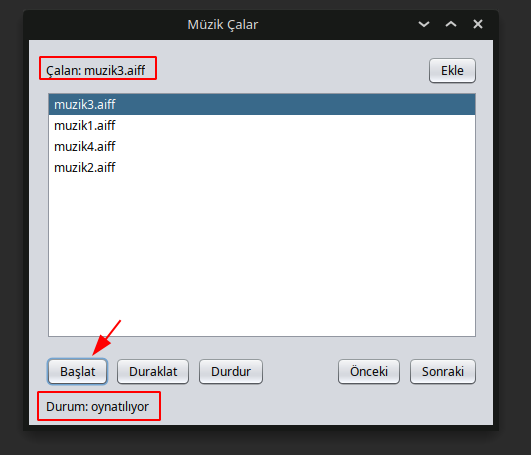 Müzik Çalar
Çalan: muzik3.aiff
Ekle
muzik3.aiff
muzik1.aiff
muzik4.aiff
muzik2.aiff
Başlat
Duraklat
Durdur
Önceki
Sonraki
Durum: oynatılıyor